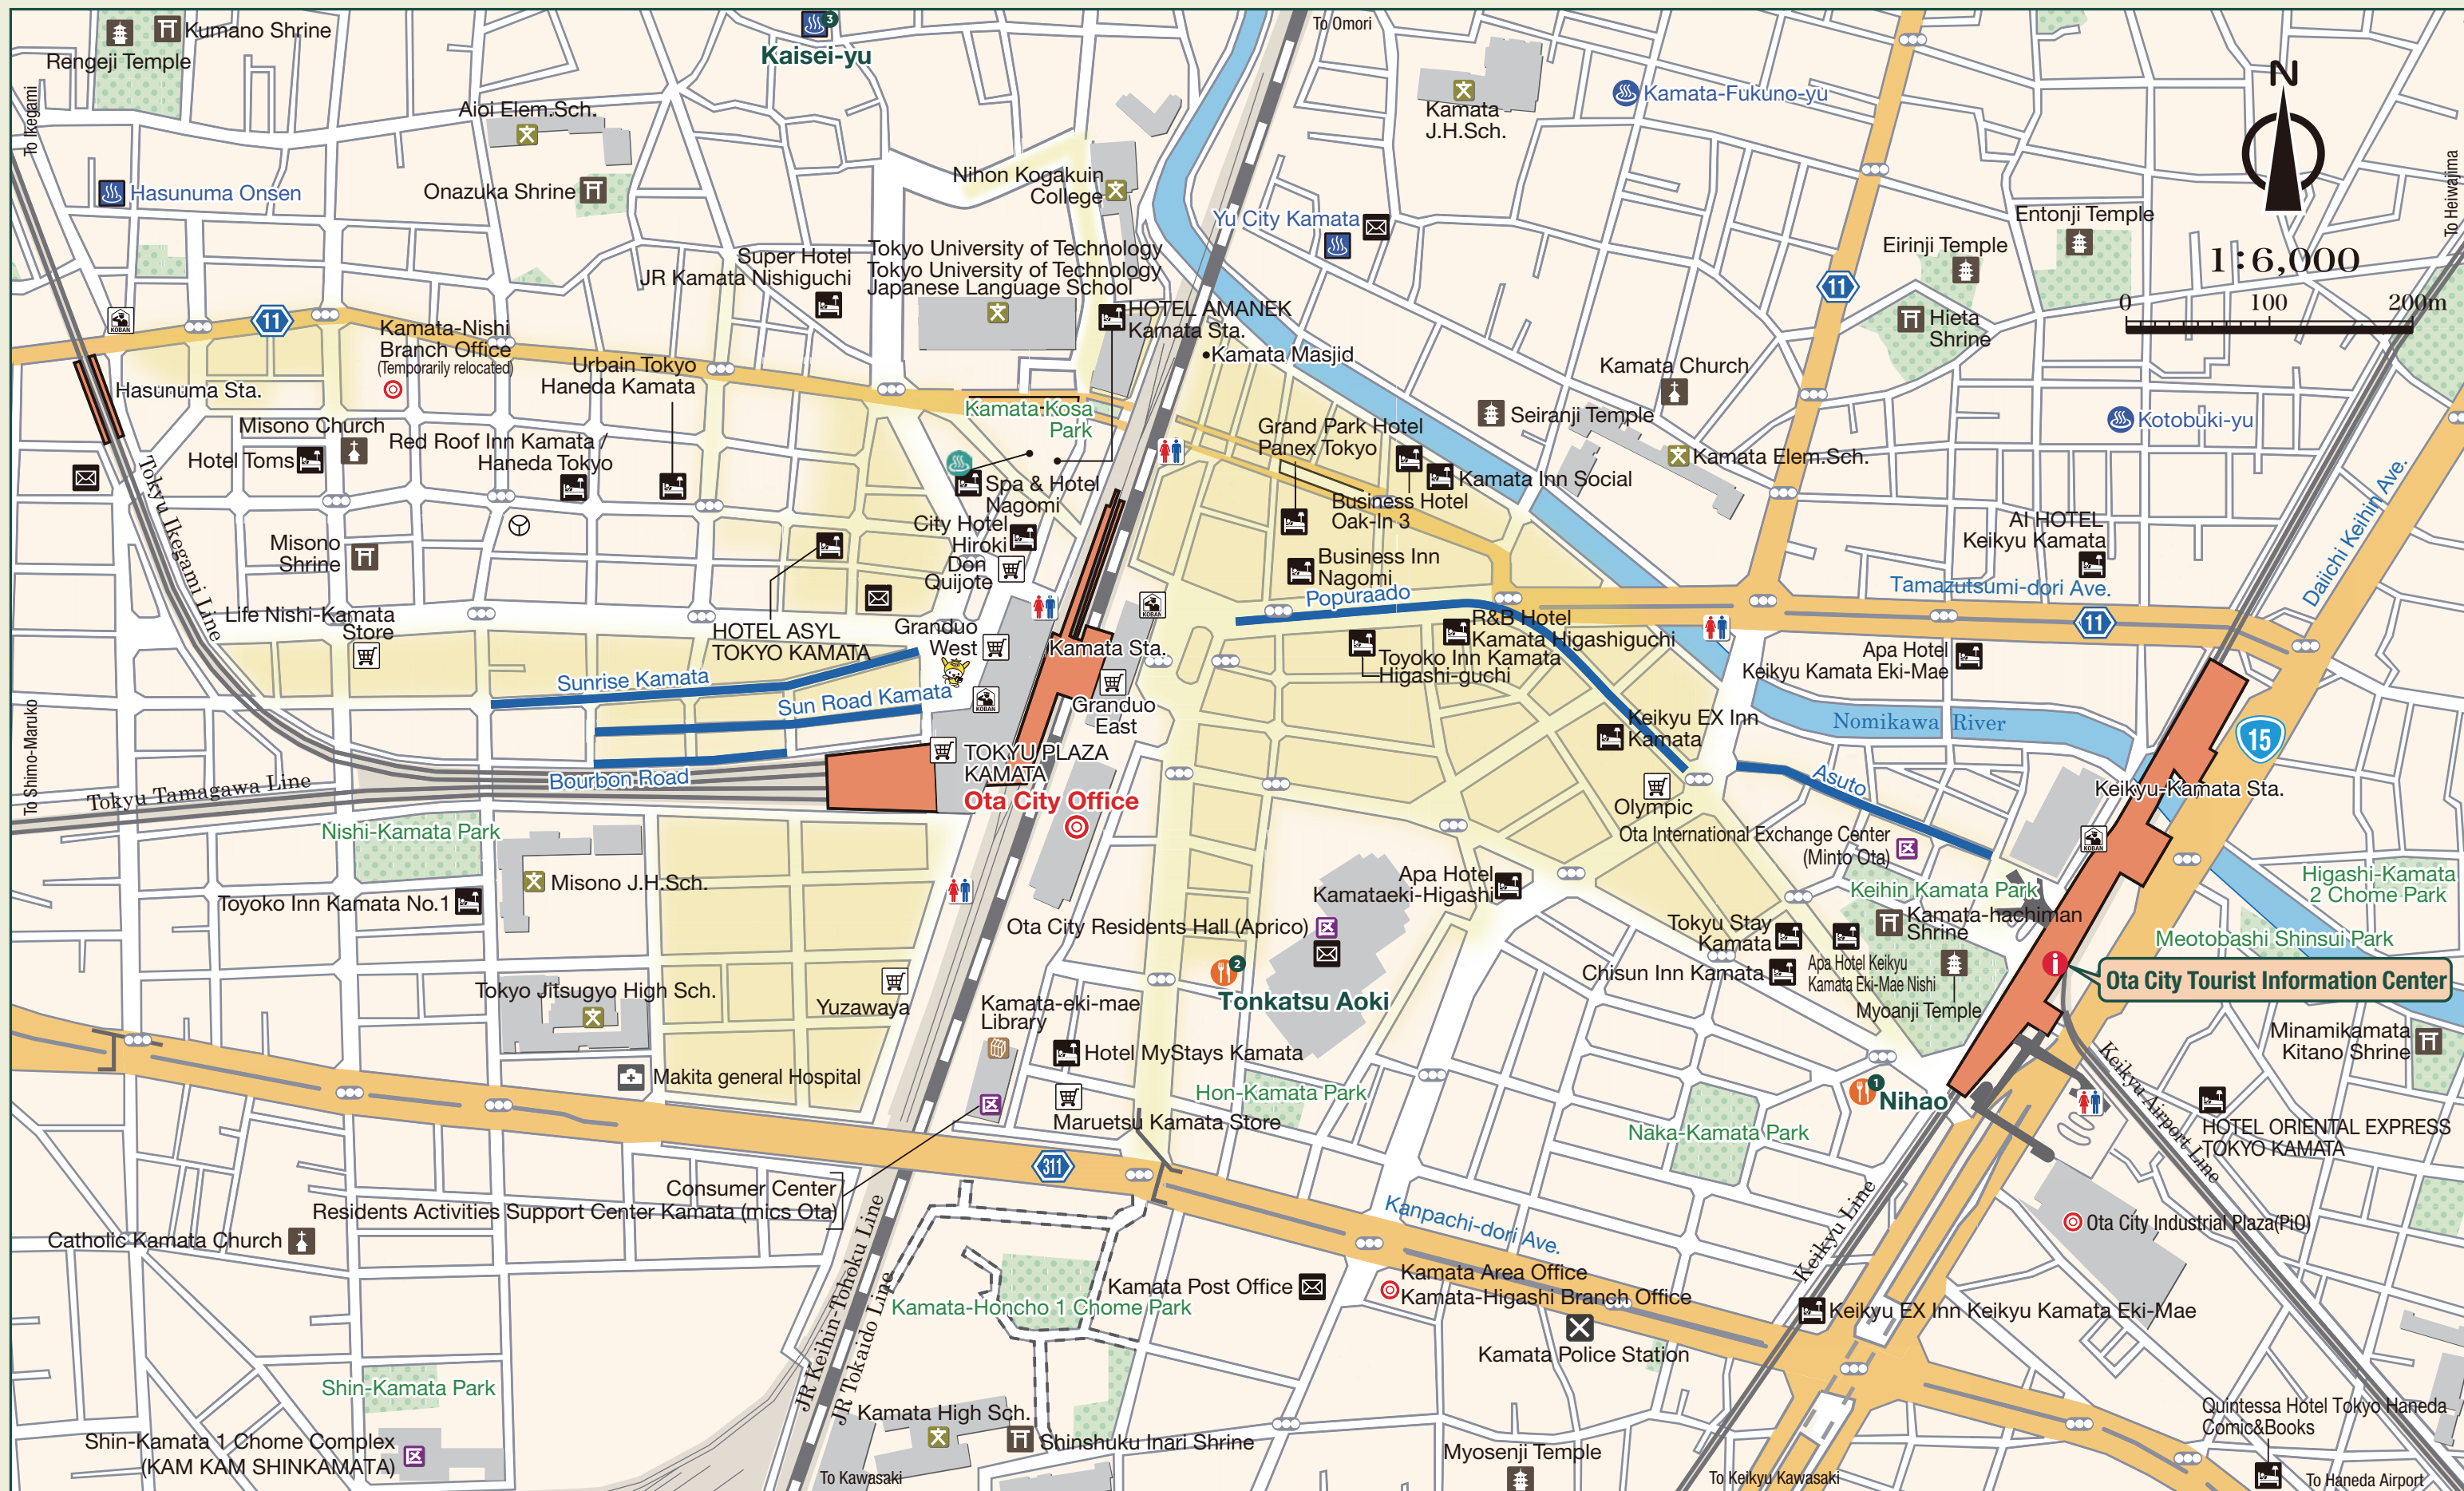 Kumano Shrine
Rengeji Temple
3
Kaisei-yu
To Omori
N
To Ikegami
Aioi Elem.Sch.
Kamata
J.H.Sch.
Kamata-Fukuno-yu
Hasunuma Onsen
Onazuka Shrine
Nihon Kogakuin
College
Yu City Kamata
Entonji Temple
Eirinji Temple
To Heiwajima
Super Hotel
JR Kamata Nishiguchi
Tokyo University of Technology
Tokyo University of Technology
Japanese Language School
1:6,000
0 100 200m
11
11
KOBAN
HOTEL AMANEK
Kamata Sta.
Kamata Masjid
Hieta
Shrine
Kamata-Nishi
Branch Office
(Temporarily relocated)
Urbain Tokyo
Haneda Kamata
Kamata Church
Hasunuma Sta.
Kamata Kosa
Park
Seiranji Temple
Kotobuki-yu
Misono Church
Hotel Toms
Red Roof Inn Kamata /
Haneda Tokyo
Grand Park Hotel
Panex Tokyo
Kamata Elem.Sch.
Kamata Inn Social
Spa & Hotel
Nagomi
Business Hotel
Oak-In 3
City Hotel
Hiroki
Don
Quijote
AI HOTEL
Keikyu Kamata
Misono
Shrine
Tokyu Ikegami Line
Business Inn
Nagomi
Popuraado
Tamazutsumi-dori Ave.
Daiichi Keihin Ave.
11
Life Nishi-Kamata
Store
HOTEL ASYL
TOKYO KAMATA
Granduo
West
KOBAN
Kamata Sta.
R&B Hotel
Kamata Higashiguchi
Toyoko Inn Kamata
Higashi-guchi
Apa Hotel
Keikyu Kamata Eki-Mae
Sunrise Kamata
Sun Road Kamata
KOBAN
Granduo
East
Nomikawa River
15
To Shimo-Maruko
Keikyu EX Inn
Kamata
TOKYU PLAZA
KAMATA
Bourbon Road
Tokyu Tamagawa Line
Asuto
Keikyu-Kamata Sta.
Ota City Office
Olympic
Nishi-Kamata Park
Ota International Exchange Center
(Minto Ota)
KOBAN
Misono J.H.Sch.
Toyoko Inn Kamata No.1
Apa Hotel
Kamataeki-Higashi
Keihin Kamata Park
Higashi-Kamata
2 Chome Park
Ota City Residents Hall (Aprico)
Tokyu Stay
Kamata
Kamata-hachiman
Shrine
Meotobashi Shinsui Park
2
Tonkatsu Aoki
Chisun Inn Kamata
Apa Hotel Keikyu
Kamata Eki-Mae Nishi
Ota City Tourist Information Center
Tokyo Jitsugyo High Sch.
Yuzawaya
Kamata-eki-mae
Library
Myoanji Temple
Minamikamata
Kitano Shrine
Hotel MyStays Kamata
Makita general Hospital
Hon-Kamata Park
1
Nihao
Keikyu Airport Line
Maruetsu Kamata Store
Naka-Kamata Park
HOTEL ORIENTAL EXPRESS
TOKYO KAMATA
311
Consumer Center
Residents Activities Support Center Kamata (mics Ota)
Kanpachi-dori Ave.
Keikyu Line
Ota City Industrial Plaza(PiO)
Catholic Kamata Church
JR Keihin-Tohoku Line
JR Tokaido Line
Kamata Post Office
Kamata Area Office
Kamata-Higashi Branch Office
Kamata-Honcho 1 Chome Park
Keikyu EX Inn Keikyu Kamata Eki-Mae
Kamata Police Station
Shin-Kamata Park
Kamata High Sch.
Quintessa Hotel Tokyo Haneda
Comic&Books
Shin-Kamata 1 Chome Complex
(KAM KAM SHINKAMATA)
Shinshuku Inari Shrine
Myosenji Temple
To Kawasaki
To Keikyu Kawasaki
To Haneda Airport